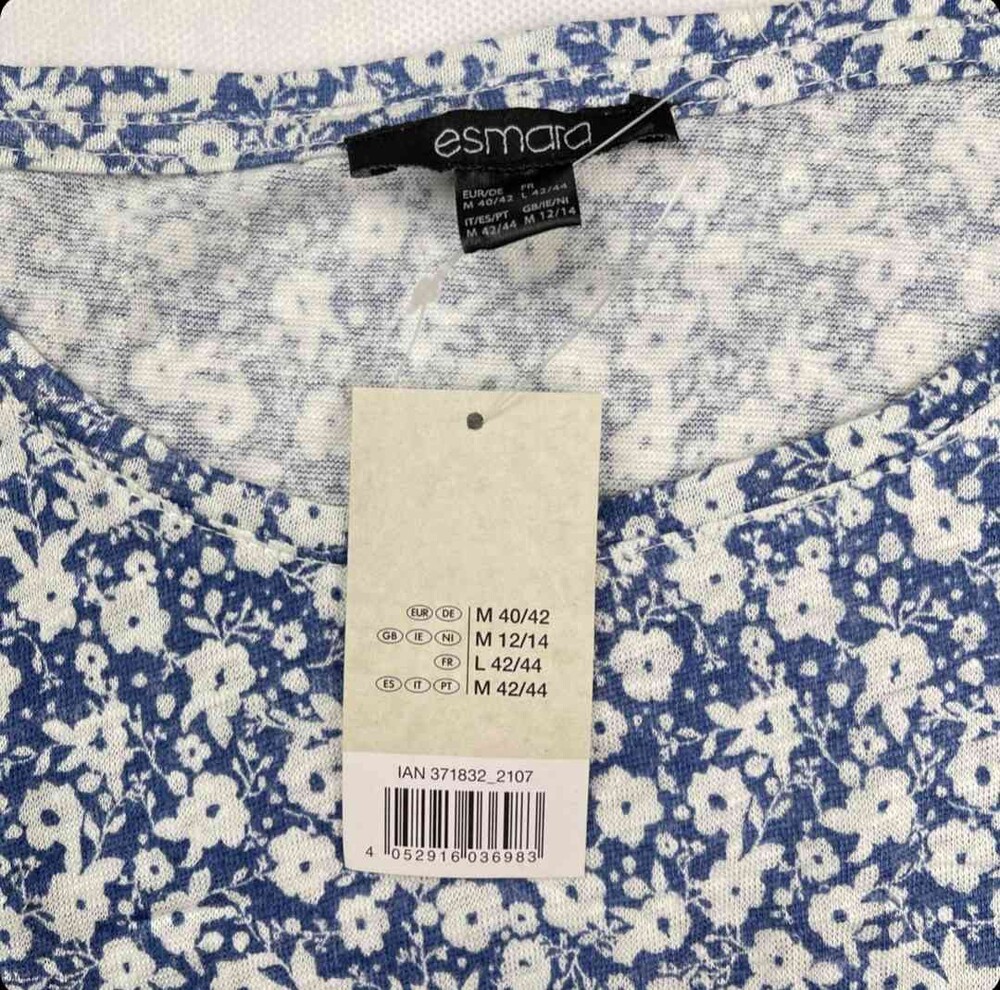 esmara
EUR/DE FR
M 40/42 L 42/44
IT/ES/PT GB/IE/NI
M 42/44 M 12/14
EUR DE M 40/42
GB IE NI M 12/14
FR L 42/44
ES IT PT M 42/44
IAN 371832_2107
4 052916 036983